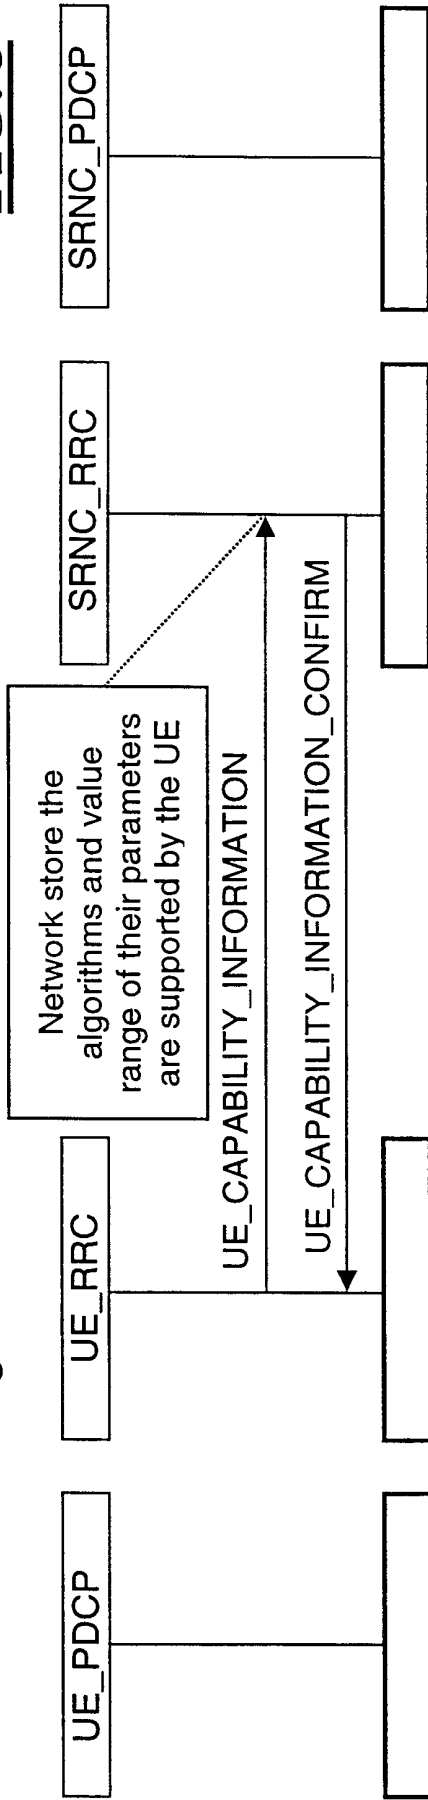 UE_PDCP
UE_RRC
SRNC_RRC
SRNC_PDCP
Network store the
algorithms and value
range of their parameters
are supported by the UE
UE_CAPABILITY_INFORMATION
UE_CAPABILITY_INFORMATION_CONFIRM